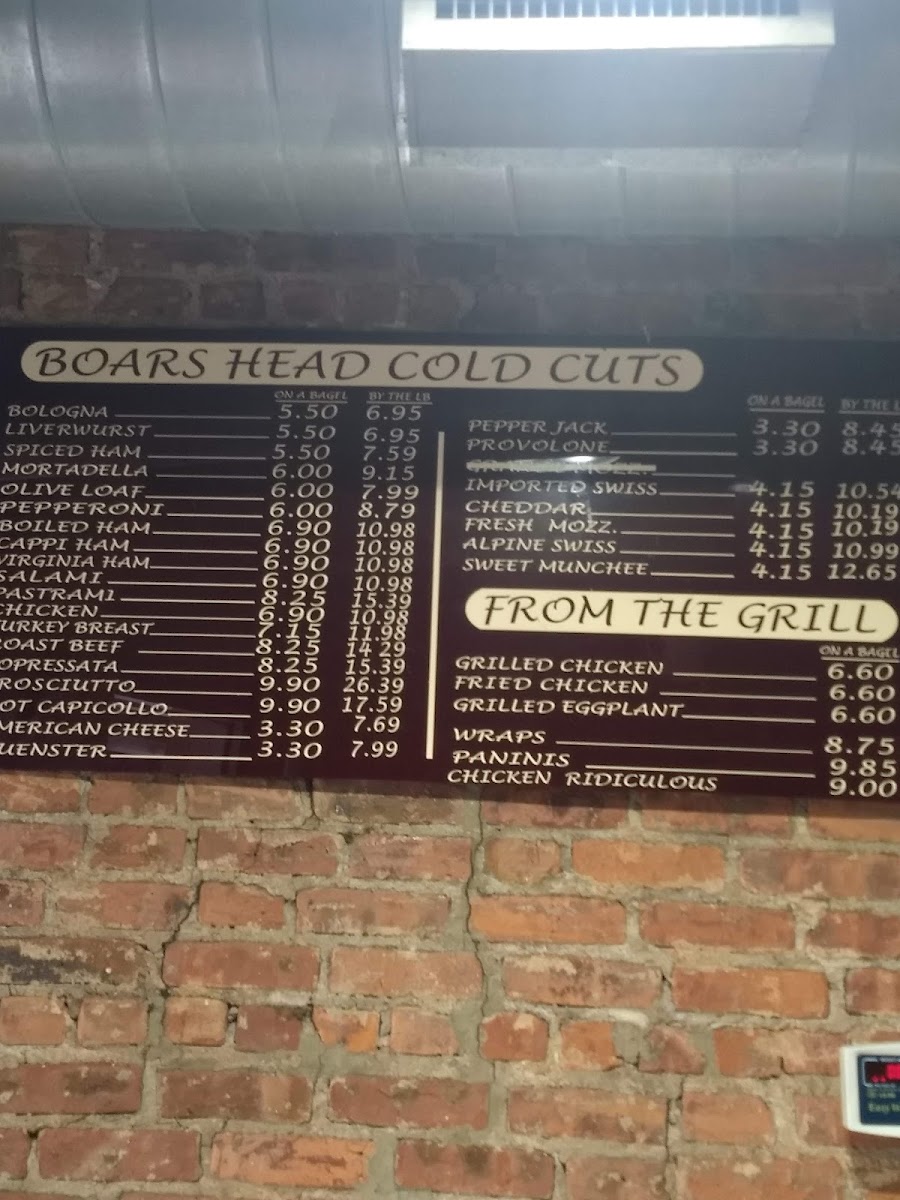 BOARS HEAD COLD CUTS
ON A BAGEL BY THE LB
BOLOGNA 5.50 6.95
LIVERWURST 5.50 6.95
SPICED HAM 5.50 7.59
MORTADELLA 6.00 9.15
OLIVE LOAF 6.00 7.99
PEPPERONI 6.00 8.79
BOILED HAM 6.90 10.98
CAPPI HAM 6.90 10.98
VIRGINIA HAM 6.90 10.98
SALAMI 6.90 10.98
PASTRAMI 8.25 15.39
CHICKEN 6.90 10.98
URKEY BREAST 7.15 11.98
OAST BEEF 8.25 14.29
OPRESSATA 8.25 15.39
ROSCIUTTO 9.90 26.39
OT CAPICOLLO 9.90 17.59
MERICAN CHEESE 3.30 7.69
UENSTER 3.30 7.99
ON A BAGEL BY THE L
PEPPER JACK 3.30 8.45
PROVOLONE 3.30 8.45
IMPORTED SWISS 4.15 10.54
CHEDDAR 4.15 10.19
FRESH MOZZ. 4.15 10.19
ALPINE SWISS 4.15 10.99
SWEET MUNCHEE 4.15 12.65
FROM THE GRILL
ON A BAGEL
GRILLED CHICKEN 6.60
FRIED CHICKEN 6.60
GRILLED EGGPLANT 6.60
WRAPS 8.75
PANINIS 9.85
CHICKEN RIDICULOUS 9.00